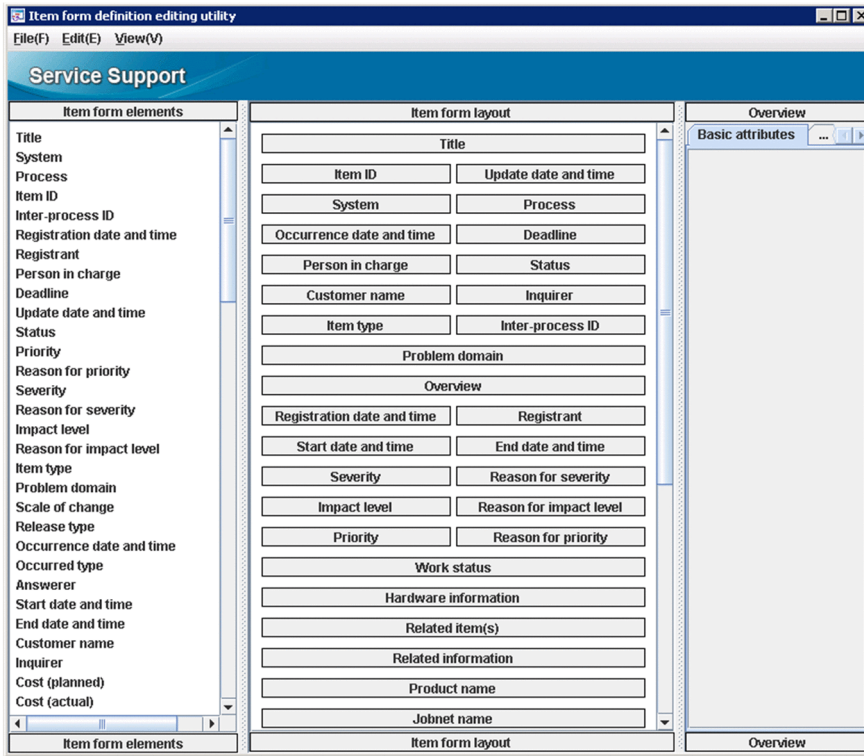 Item form definition editing utility
File(F) Edit(E) View(V)
Service Support
Item form elements
Title
System
Process
Item ID
Inter-process ID
Registration date and time
Registrant
Person in charge
Deadline
Update date and time
Status
Priority
Reason for priority
Severity
Reason for severity
Impact level
Reason for impact level
Item type
Problem domain
Scale of change
Release type
Occurrence date and time
Occurred type
Answerer
Start date and time
End date and time
Customer name
Inquirer
Cost (planned)
Cost (actual)
Item form elements
Item form layout
Title
Item ID Update date and time
System Process
Occurrence date and time Deadline
Person in charge Status
Customer name Inquirer
Item type Inter-process ID
Problem domain
Overview
Registration date and time Registrant
Start date and time End date and time
Severity Reason for severity
Impact level Reason for impact level
Priority Reason for priority
Work status
Hardware information
Related item(s)
Related information
Product name
Jobnet name
Item form layout
Overview
Basic attributes ...
Overview